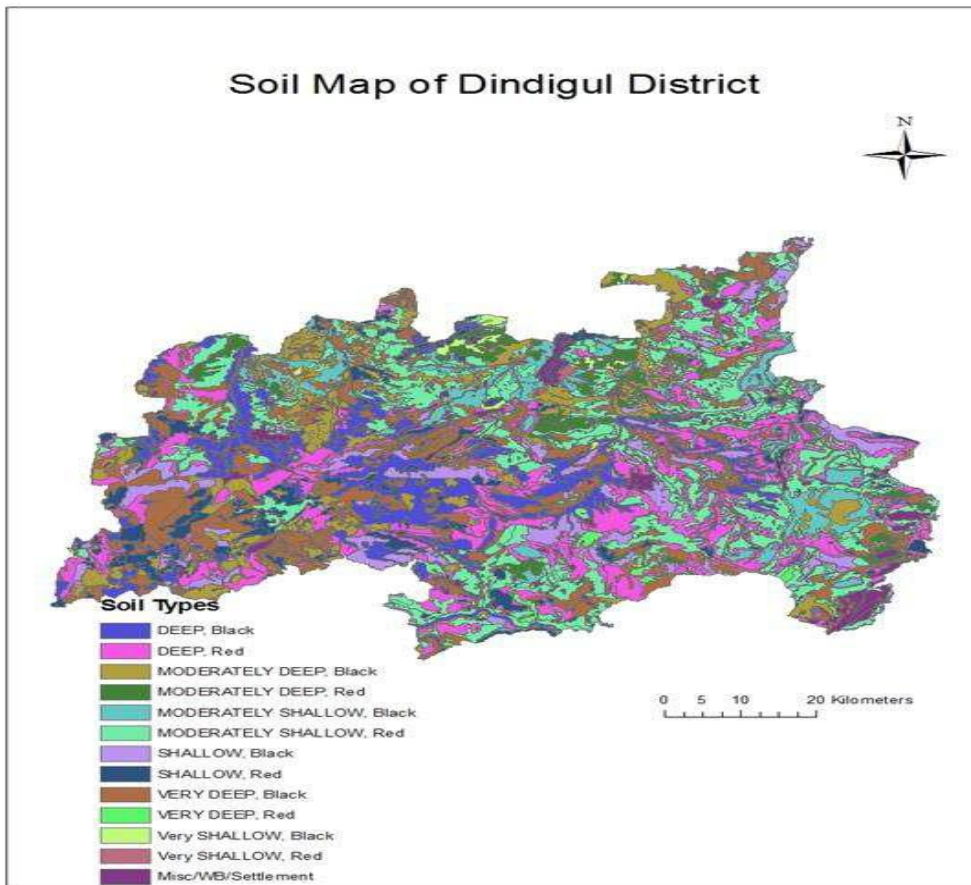 Soil Map of Dindigul District
N
Soil Types
DEEP, Black
DEEP, Red
MODERATELY DEEP, Black
MODERATELY DEEP, Red
MODERATELY SHALLOW, Black
MODERATELY SHALLOW, Red
SHALLOW, Black
SHALLOW, Red
VERY DEEP, Black
VERY DEEP, Red
Very SHALLOW, Black
Very SHALLOW, Red
Misc/WB/Settlement
0 5 10 20 Kilometers